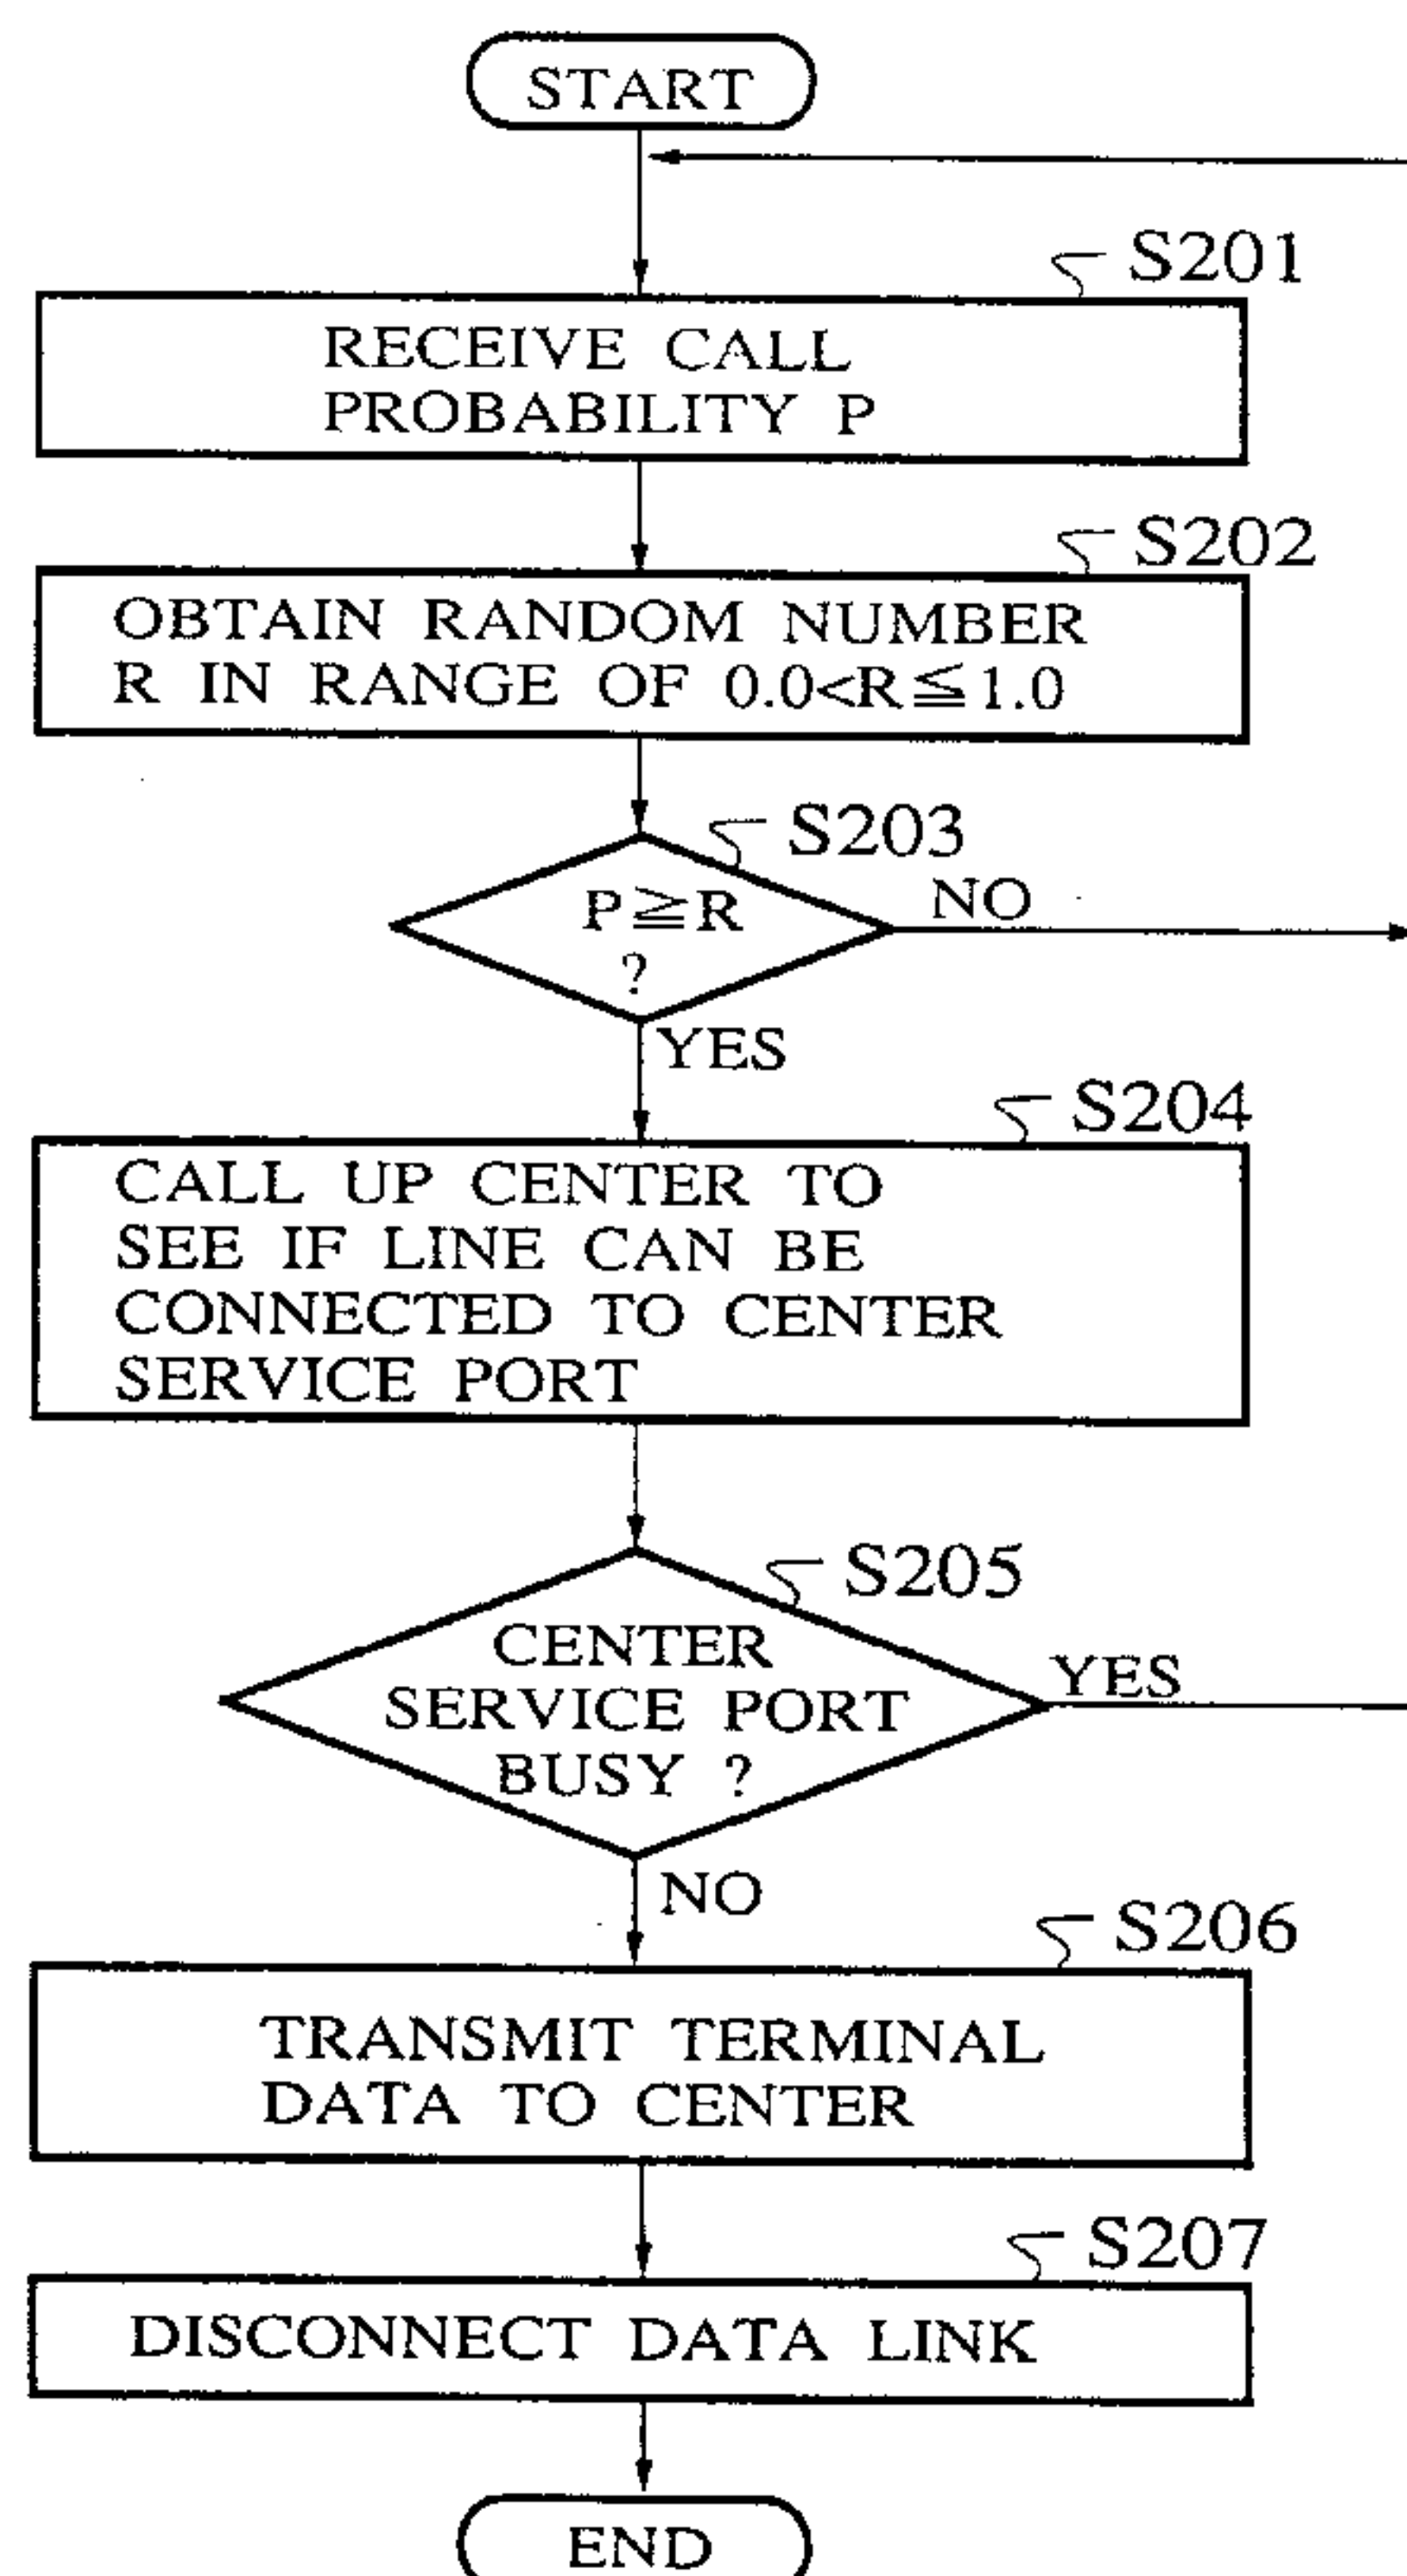 START
S201
RECEIVE CALL
PROBABILITY P
S202
OBTAIN RANDOM NUMBER
R IN RANGE OF 0.0<R≦1.0
S203
P≧R
?
NO
YES
S204
CALL UP CENTER TO
SEE IF LINE CAN BE
CONNECTED TO CENTER
SERVICE PORT
S205
CENTER
SERVICE PORT
BUSY ?
YES
NO
S206
TRANSMIT TERMINAL
DATA TO CENTER
S207
DISCONNECT DATA LINK
END